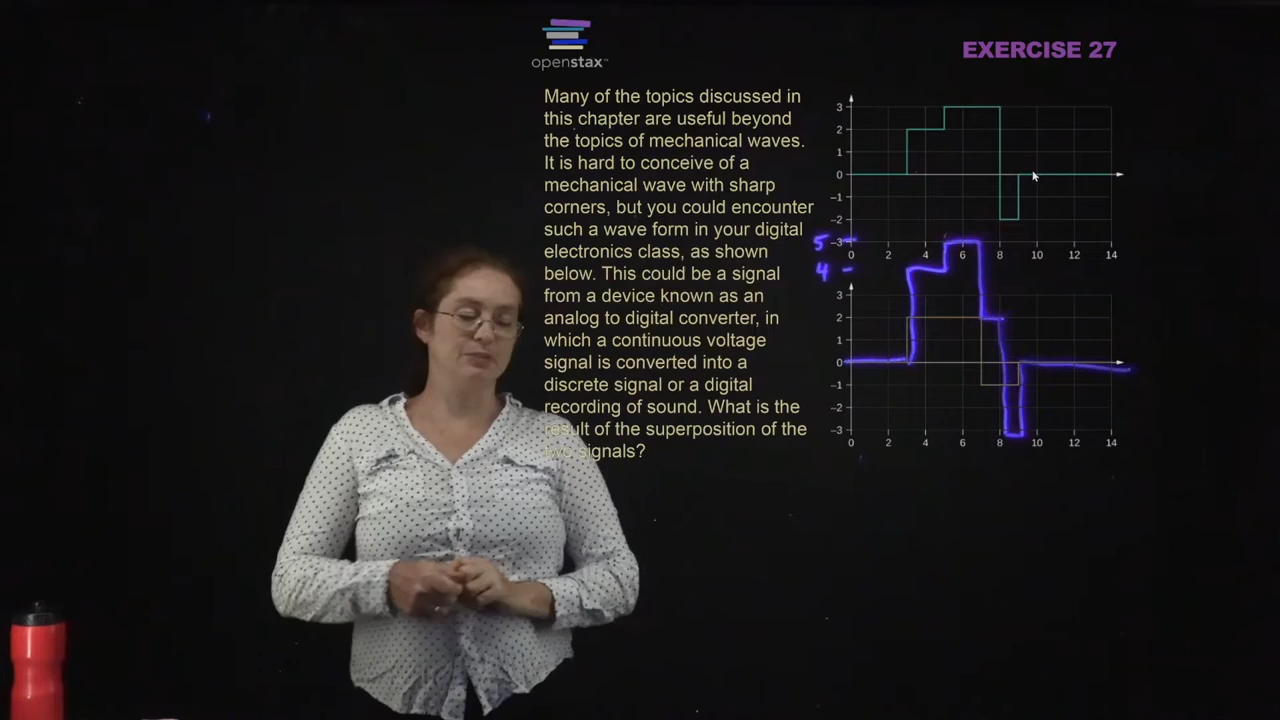 openstax™
EXERCISE 27
Many of the topics discussed in
this chapter are useful beyond
the topics of mechanical waves.
It is hard to conceive of a
mechanical wave with sharp
corners, but you could encounter
such a wave form in your digital
electronics class, as shown
below. This could be a signal
from a device known as an
analog to digital converter, in
which a continuous voltage
signal is converted into a
discrete signal or a digital
recording of sound. What is the
result of the superposition of the
two signals?
3
2
1
0
−1
−2
−3
0 2 4 6 8 10 12 14
5
4
3
2
1
0
−1
−2
−3
0 2 4 6 8 10 12 14